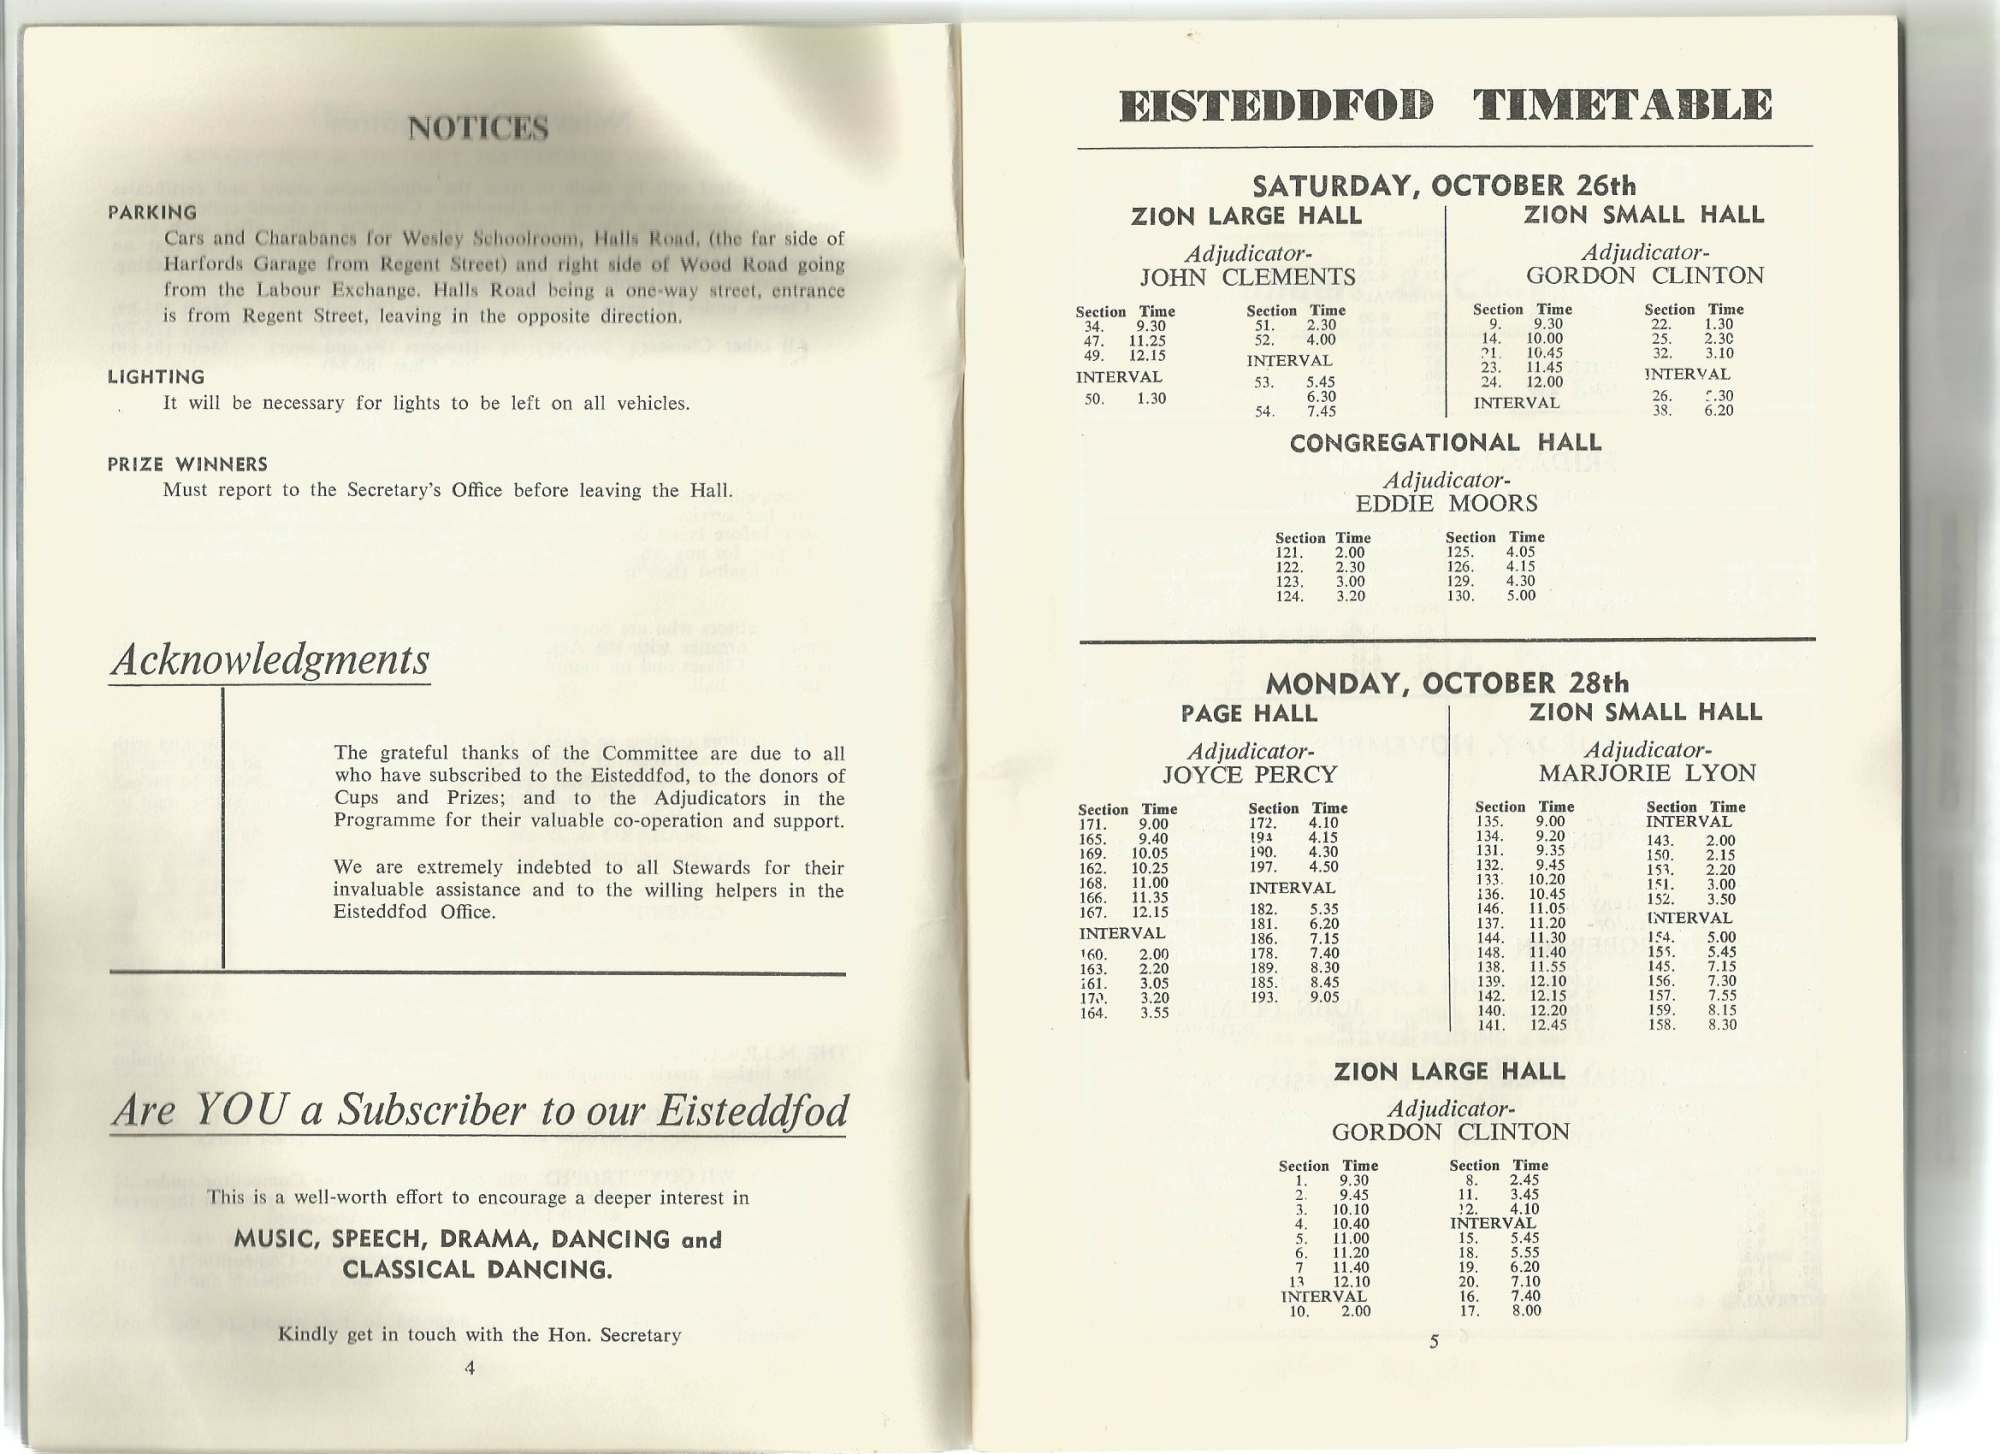 NOTICES
PARKING
Cars and Charabancs for Wesley Schoolroom, Halls Road, (the far side of
Harfords Garage from Regent Street) and right side of Wood Road going
from the Labour Exchange. Halls Road being a one-way street, entrance
is from Regent Street, leaving in the opposite direction.
LIGHTING
It will be necessary for lights to be left on all vehicles.
PRIZE WINNERS
Must report to the Secretary's Office before leaving the Hall.
Acknowledgments
The grateful thanks of the Committee are due to all
who have subscribed to the Eisteddfod, to the donors of
Cups and Prizes; and to the Adjudicators in the
Programme for their valuable co-operation and support.
We are extremely indebted to all Stewards for their
invaluable assistance and to the willing helpers in the
Eisteddfod Office.
Are YOU a Subscriber to our Eisteddfod
This is a well-worth effort to encourage a deeper interest in
MUSIC, SPEECH, DRAMA, DANCING and
CLASSICAL DANCING.
Kindly get in touch with the Hon. Secretary
4
EISTEDDFOD TIMETABLE
SATURDAY, OCTOBER 26th
ZION LARGE HALL
Adjudicator-
JOHN CLEMENTS
Section Time
34. 9.30
47. 11.25
49. 12.15
INTERVAL
50. 1.30
Section Time
51. 2.30
52. 4.00
INTERVAL
53. 5.45
6.30
54. 7.45
ZION SMALL HALL
Adjudicator-
GORDON CLINTON
Section Time
9. 9.30
14. 10.00
21. 10.45
23. 11.45
24. 12.00
INTERVAL
Section Time
22. 1.30
25. 2.30
32. 3.10
INTERVAL
26.
38. 6.20
CONGREGATIONAL HALL
Adjudicator-
EDDIE MOORS
Section Time
121. 2.00
122. 2.30
123. 3.00
124. 3.20
Section Time
125. 4.05
126. 4.15
129. 4.30
130. 5.00
MONDAY, OCTOBER 28th
PAGE HALL
Adjudicator-
JOYCE PERCY
Section Time
171. 9.00
165. 9.40
169. 10.05
162. 10.25
168. 11.00
166. 11.35
167. 12.15
INTERVAL
160. 2.00
163. 2.20
161. 3.05
170. 3.20
164. 3.55
Section Time
172. 4.10
194 4.15
190. 4.30
197. 4.50
INTERVAL
182. 5.35
181. 6.20
186. 7.15
178. 7.40
189. 8.30
185. 8.45
193. 9.05
ZION SMALL HALL
Adjudicator-
MARJORIE LYON
Section Time
135. 9.00
134. 9.20
131. 9.35
132. 9.45
133. 10.20
136. 10.45
146. 11.05
137. 11.20
144. 11.30
148. 11.40
138. 11.55
139. 12.10
142. 12.15
140. 12.20
141. 12.45
Section Time
INTERVAL
143. 2.00
150. 2.15
153. 2.20
151. 3.00
152. 3.50
INTERVAL
154. 5.00
155. 5.45
145. 7.15
156. 7.30
157. 7.55
159. 8.15
158. 8.30
ZION LARGE HALL
Adjudicator-
GORDON CLINTON
Section Time
1. 9.30
2. 9.45
3. 10.10
4. 10.40
5. 11.00
6. 11.20
7 11.40
13 12.10
INTERVAL
10. 2.00
Section Time
8. 2.45
11. 3.45
12. 4.10
INTERVAL
15. 5.45
18. 5.55
19. 6.20
20. 7.10
16. 7.40
17. 8.00
5